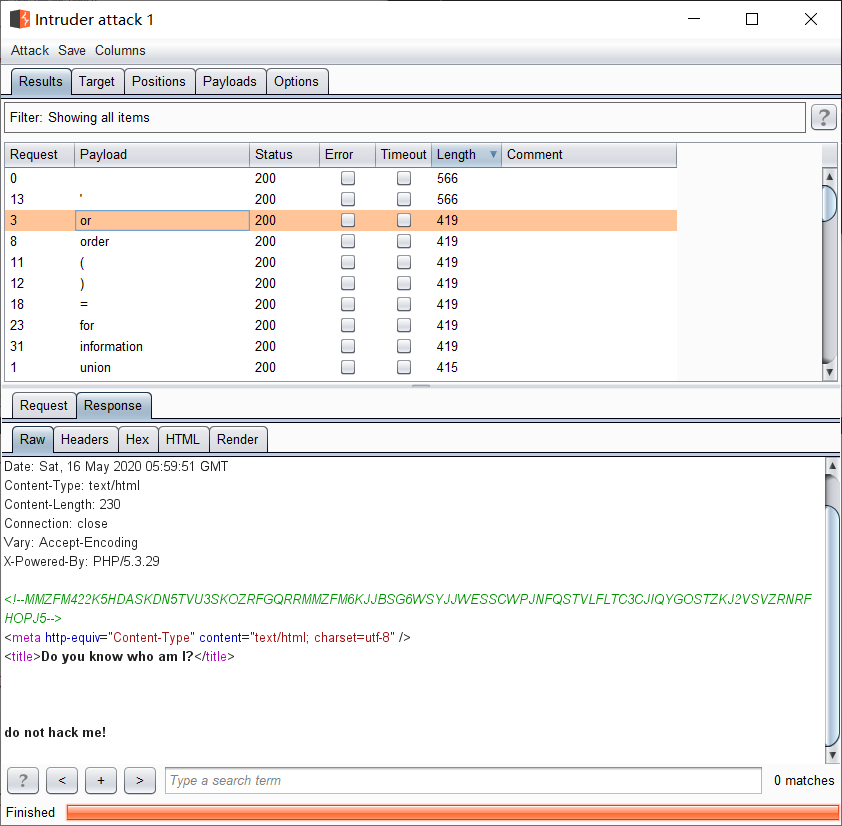 Intruder attack 1
Attack Save Columns
Results Target Positions Payloads Options
Filter: Showing all items ?
Request Payload Status Error Timeout Length Comment
0 200 566
13 ' 200 566
3 or 200 419
8 order 200 419
11 ( 200 419
12 ) 200 419
18 = 200 419
23 for 200 419
31 information 200 419
1 union 200 415
Request Response
Raw Headers Hex HTML Render
Date: Sat, 16 May 2020 05:59:51 GMT
Content-Type: text/html
Content-Length: 230
Connection: close
Vary: Accept-Encoding
X-Powered-By: PHP/5.3.29
<!--MMZFM422K5HDASKDN5TVU3SKOZRFGQRRMMZFM6KJJBSG6WSYJJWESSCWPJNFQSTVLFLTC3CJIQYGOSTZKJ2VSVZRNRF
HOPJ5-->
<meta http-equiv="Content-Type" content="text/html; charset=utf-8" />
<title>Do you know who am I?</title>
do not hack me!
? < + > Type a search term 0 matches
Finished